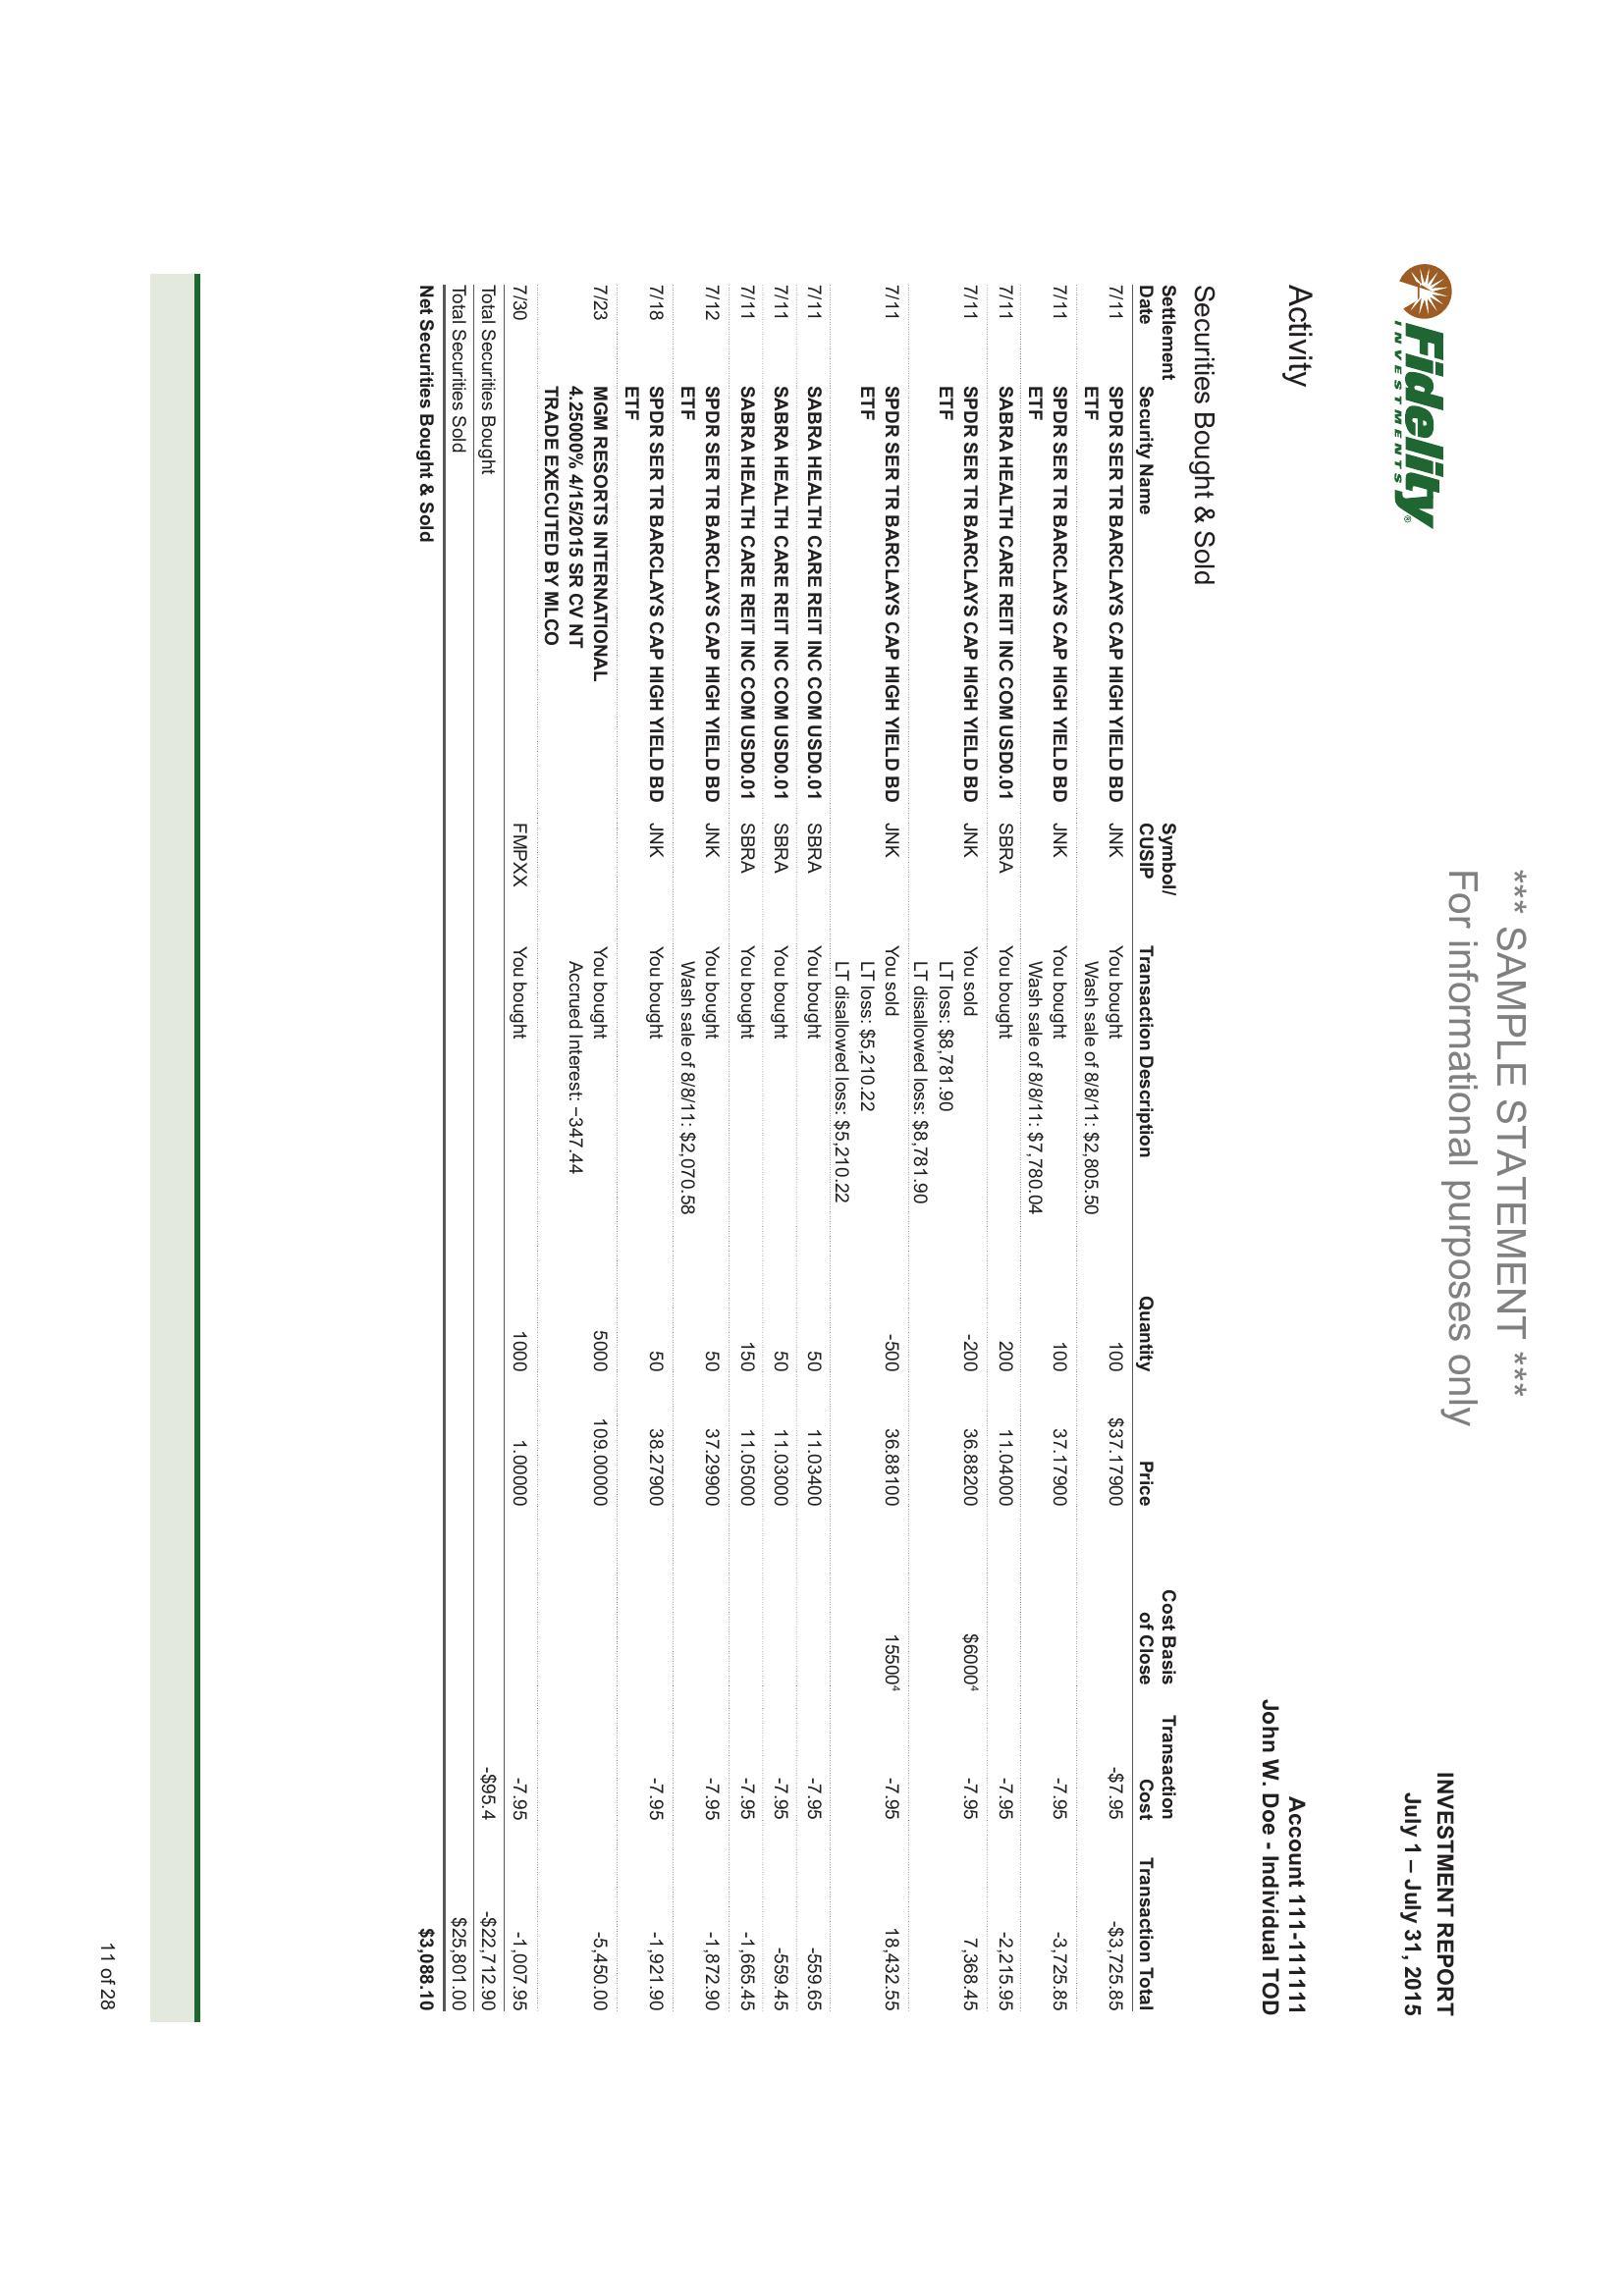 *** SAMPLE STATEMENT ***
For informational purposes only
Fidelity®
INVESTMENTS
INVESTMENT REPORT
July 1 – July 31, 2015
Activity
Account 111-111111
John W. Doe - Individual TOD
Securities Bought & Sold
Settlement Date Security Name Symbol/ CUSIP Transaction Description Quantity Price Cost Basis of Close Transaction Cost Transaction Total
7/11 SPDR SER TR BARCLAYS CAP HIGH YIELD BD JNK You bought 100 $37.17900 -$7.95 -$3,725.85
ETF Wash sale of 8/8/11: $2,805.50
7/11 SPDR SER TR BARCLAYS CAP HIGH YIELD BD JNK You bought 100 37.17900 -7.95 -3,725.85
ETF Wash sale of 8/8/11: $7,780.04
7/11 SABRA HEALTH CARE REIT INC COM USD0.01 SBRA You bought 200 11.04000 -7.95 -2,215.95
7/11 SPDR SER TR BARCLAYS CAP HIGH YIELD BD JNK You sold -200 36.88200 $6000⁴ -7.95 7,368.45
ETF LT loss: $8,781.90
LT disallowed loss: $8,781.90
7/11 SPDR SER TR BARCLAYS CAP HIGH YIELD BD JNK You sold -500 36.88100 15500⁴ -7.95 18,432.55
ETF LT loss: $5,210.22
LT disallowed loss: $5,210.22
7/11 SABRA HEALTH CARE REIT INC COM USD0.01 SBRA You bought 50 11.03400 -7.95 -559.65
7/11 SABRA HEALTH CARE REIT INC COM USD0.01 SBRA You bought 50 11.03000 -7.95 -559.45
7/11 SABRA HEALTH CARE REIT INC COM USD0.01 SBRA You bought 150 11.05000 -7.95 -1,665.45
7/12 SPDR SER TR BARCLAYS CAP HIGH YIELD BD JNK You bought 50 37.29900 -7.95 -1,872.90
ETF Wash sale of 8/8/11: $2,070.58
7/18 SPDR SER TR BARCLAYS CAP HIGH YIELD BD JNK You bought 50 38.27900 -7.95 -1,921.90
ETF
7/23 MGM RESORTS INTERNATIONAL You bought 5000 109.00000 -5,450.00
4.25000% 4/15/2015 SR CV NT Accrued Interest: –347.44
TRADE EXECUTED BY MLCO
7/30 FMPXX You bought 1000 1.00000 -7.95 -1,007.95
Total Securities Bought -$95.4 -$22,712.90
Total Securities Sold $25,801.00
Net Securities Bought & Sold $3,088.10
11 of 28